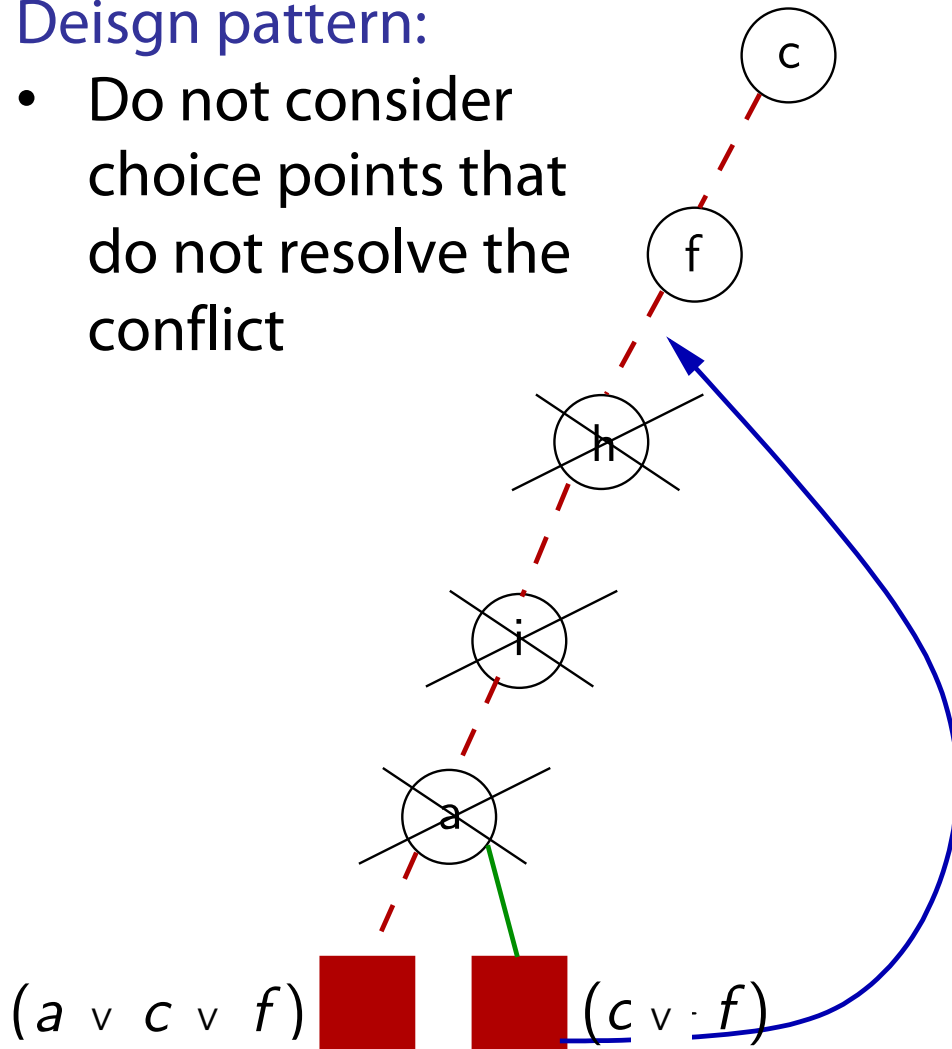 Deisgn pattern:
• Do not consider
choice points that
do not resolve the
conflict
c
f
h
i
a
(a ∨ c ∨ f)
(c ∨ f)